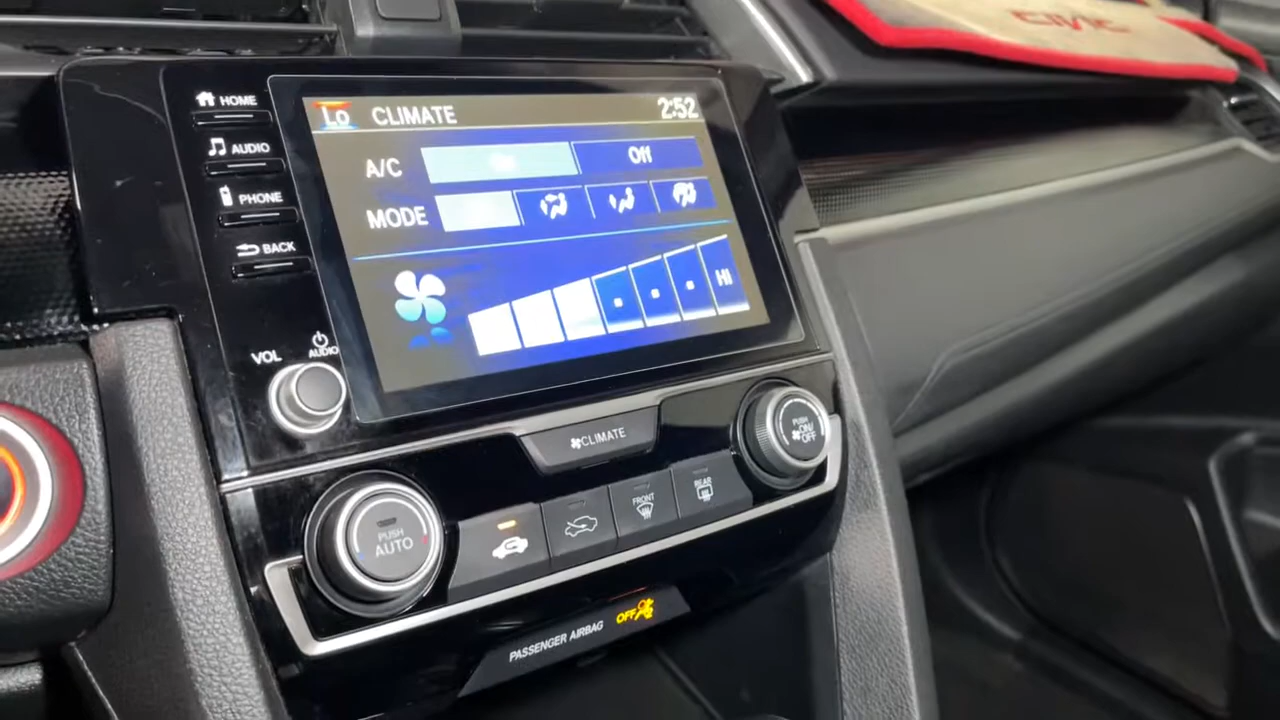 CIVIC
HOME
Lo CLIMATE 2:52
AUDIO
A/C Off
PHONE
MODE
BACK
HI
VOL
AUDIO
CLIMATE
PUSH
ON/
OFF
PUSH
AUTO
FRONT
REAR
PASSENGER AIRBAG OFF